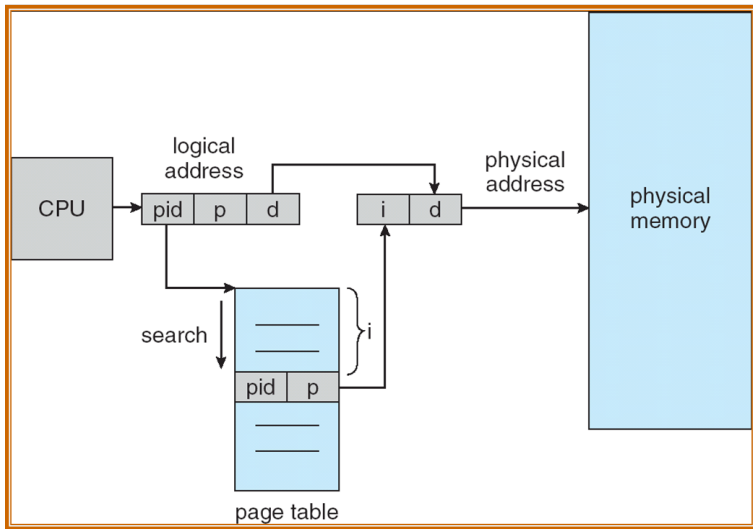 logical
address
physical
address
CPU
pid p d
i d
physical
memory
search
i
pid p
page table